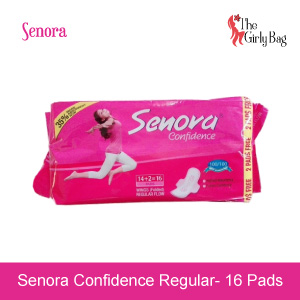 Senora
The
Girly Bag
35%
Senora
Confidence
14+2=16
REGULAR FLOW
2 PADS FREE
Senora Confidence Regular- 16 Pads